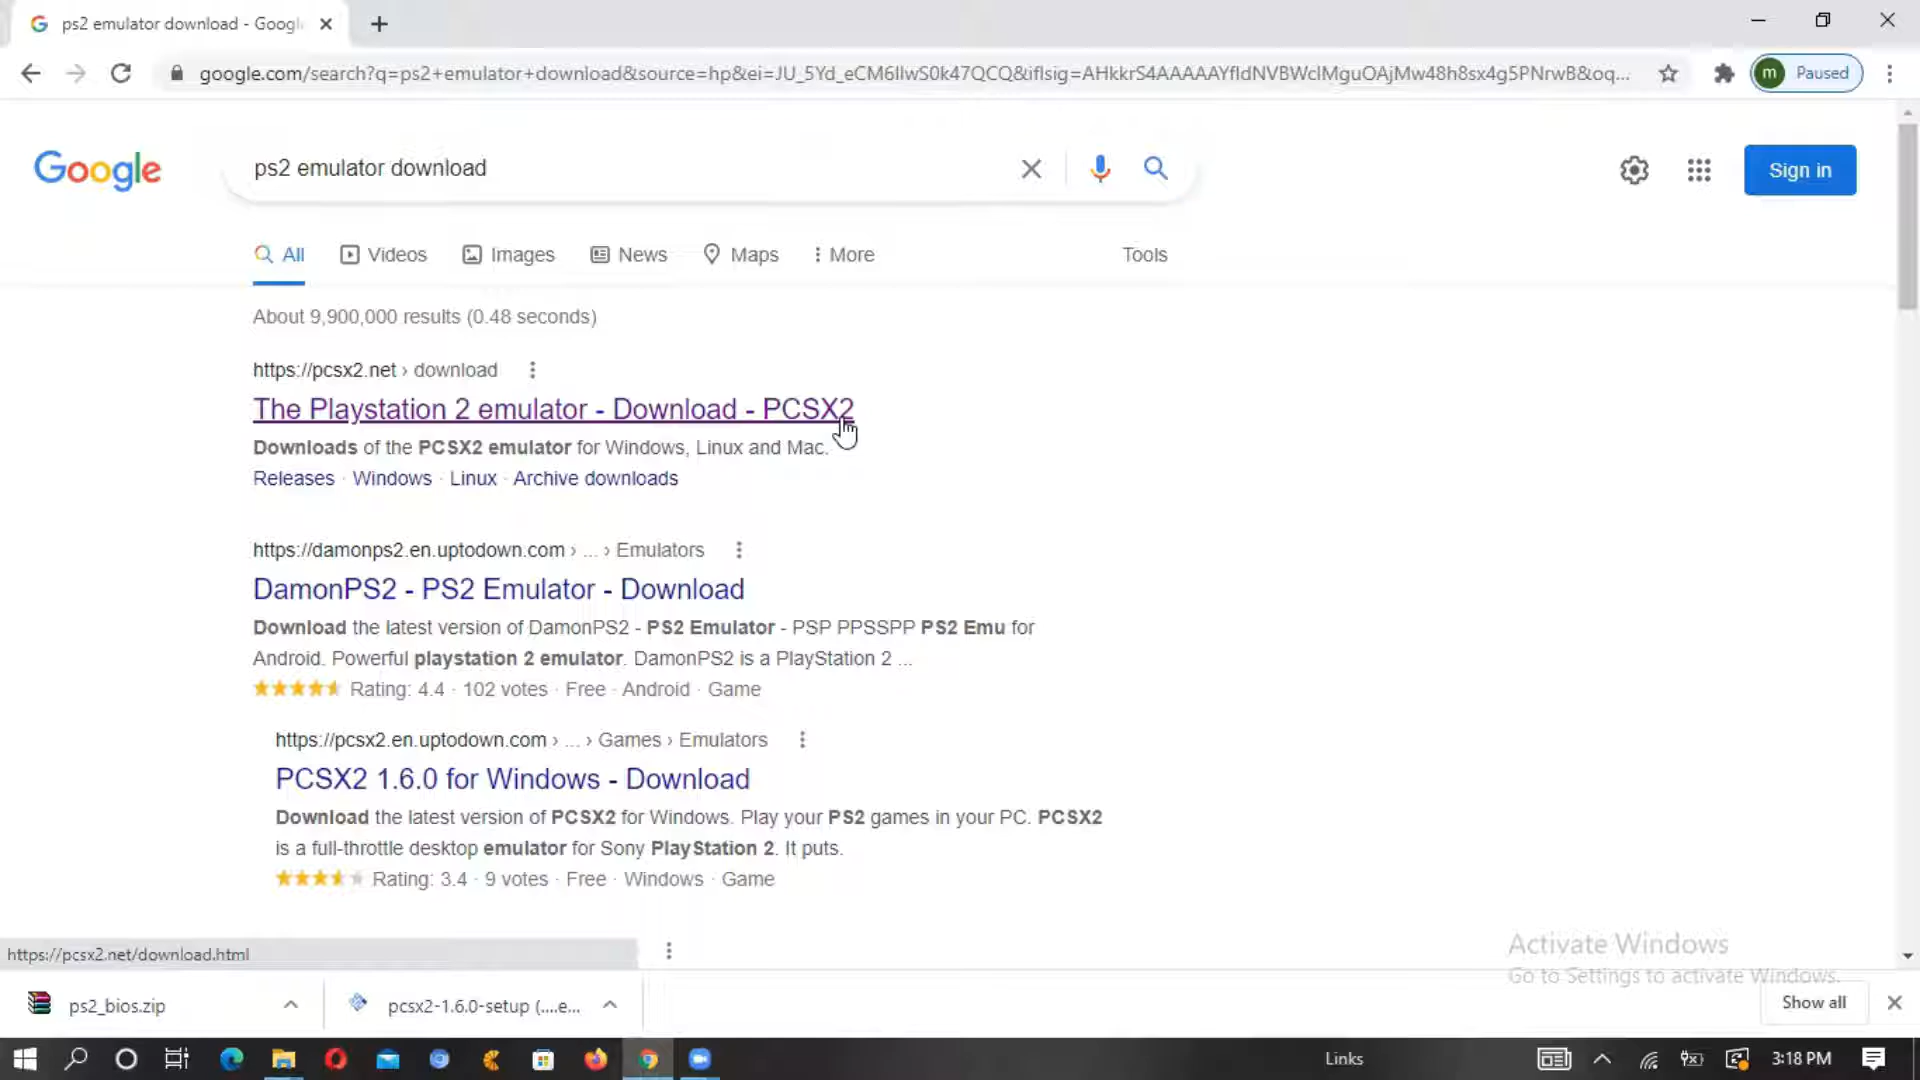 ps2 emulator download - Googl
google.com/search?q=ps2+emulator+download&source=hp&ei=JU_5Yd_eCM6IlwS0k47QCQ&iflsig=AHkkrS4AAAAAYfldNVBWclMguOAjMw48h8sx4g5PNrwB&oq...
m Paused
Google
ps2 emulator download
Sign in
All Videos Images News Maps More Tools
About 9,900,000 results (0.48 seconds)
https://pcsx2.net › download
The Playstation 2 emulator - Download - PCSX2
Downloads of the PCSX2 emulator for Windows, Linux and Mac.
Releases · Windows · Linux · Archive downloads
https://damonps2.en.uptodown.com › ... › Emulators
DamonPS2 - PS2 Emulator - Download
Download the latest version of DamonPS2 - PS2 Emulator - PSP PPSSPP PS2 Emu for
Android. Powerful playstation 2 emulator. DamonPS2 is a PlayStation 2 ...
Rating: 4.4 · 102 votes · Free · Android · Game
https://pcsx2.en.uptodown.com › ... › Games › Emulators
PCSX2 1.6.0 for Windows - Download
Download the latest version of PCSX2 for Windows. Play your PS2 games in your PC. PCSX2
is a full-throttle desktop emulator for Sony PlayStation 2. It puts.
Rating: 3.4 · 9 votes · Free · Windows · Game
Activate Windows
Go to Settings to activate Windows.
https://pcsx2.net/download.html
ps2_bios.zip
pcsx2-1.6.0-setup (....e...
Show all
Links
3:18 PM